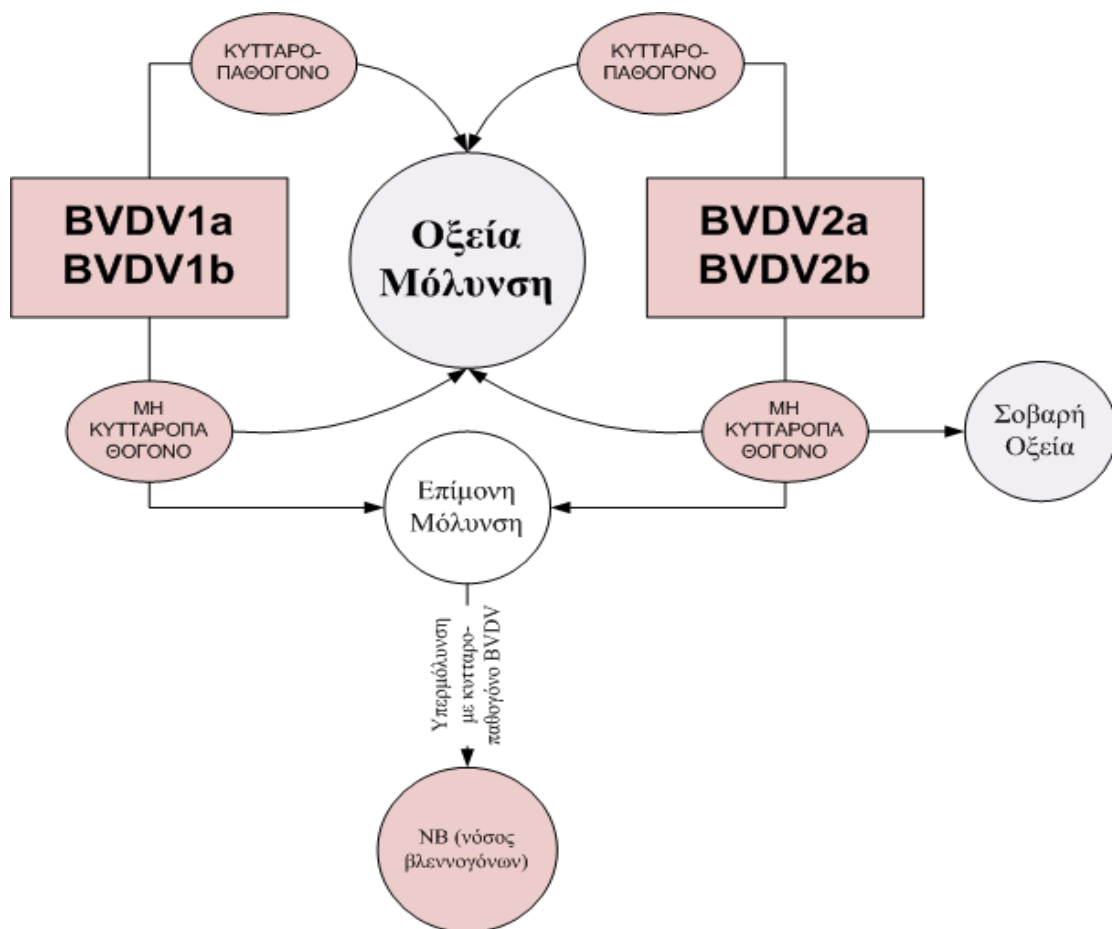 ΚΥΤΤΑΡΟ-
ΠΑΘΟΓΟΝΟ
ΚΥΤΤΑΡΟ-
ΠΑΘΟΓΟΝΟ
BVDV1a
BVDV1b
Οξεία
Μόλυνση
BVDV2a
BVDV2b
ΜΗ
ΚΥΤΤΑΡΟΠΑ
ΘΟΓΟΝΟ
ΜΗ
ΚΥΤΤΑΡΟΠΑ
ΘΟΓΟΝΟ
Σοβαρή
Οξεία
Επίμονη
Μόλυνση
Υπερμόλυνση
με κυτταρο-
παθογόνο BVDV
ΝΒ (νόσος
βλεννογόνων)